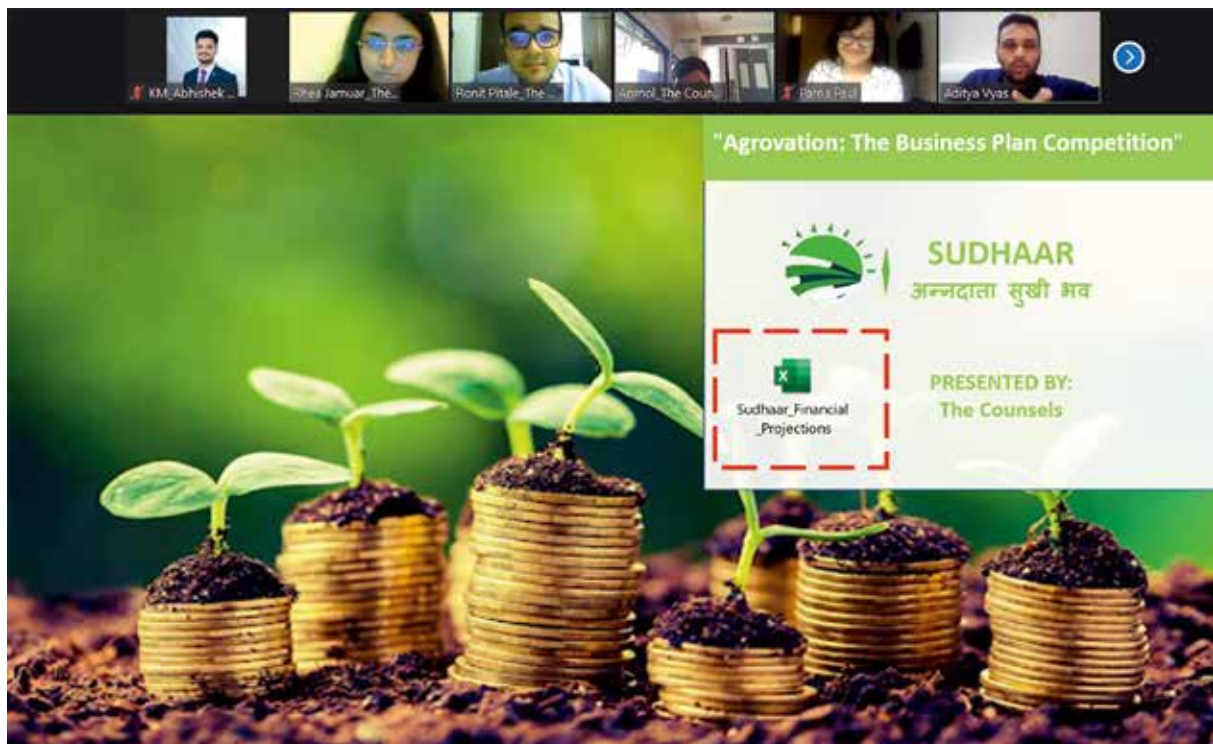 KM_Abhishek ...
Rhea Jamuar_The...
Ronit Pitale_The ...
Anmol_The Coun...
Parna Paul
Aditya Vyas
"Agrovation: The Business Plan Competition"
SUDHAAR
अन्नदाता सुखी भव
Sudhaar_Financial
_Projections
PRESENTED BY:
The Counsels